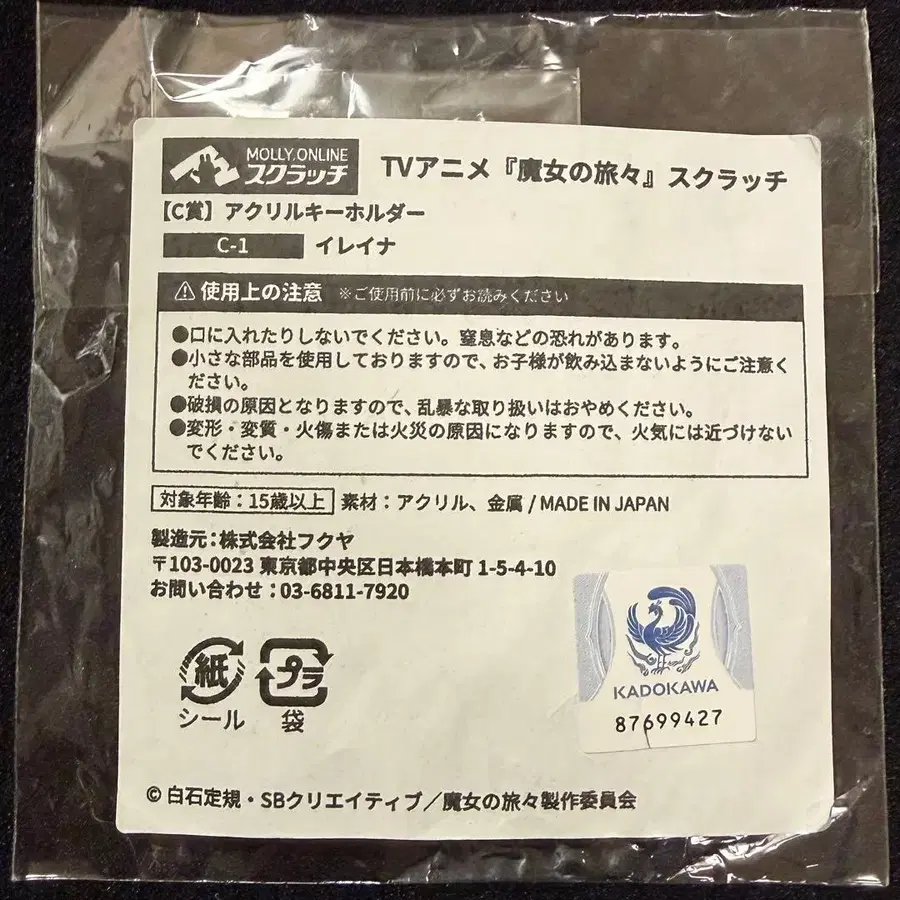 MOLLY.ONLINE
スクラッチ
TVアニメ『魔女の旅々』スクラッチ
【C賞】アクリルキーホルダー
C-1 イレイナ
⚠使用上の注意 ※ご使用前に必ずお読みください
●口に入れたりしないでください。窒息などの恐れがあります。
●小さな部品を使用しておりますので、お子様が飲み込まないようにご注意く
ださい。
●破損の原因となりますので、乱暴な取り扱いはおやめください。
●変形・変質・火傷または火災の原因になりますので、火気には近づけない
でください。
対象年齢：15歳以上 素材：アクリル、金属 / MADE IN JAPAN
製造元：株式会社フクヤ
〒103-0023 東京都中央区日本橋本町 1-5-4-10
お問い合わせ：03-6811-7920
紙 プラ
シール 袋
KADOKAWA
87699427
© 白石定規・SBクリエイティブ／魔女の旅々製作委員会